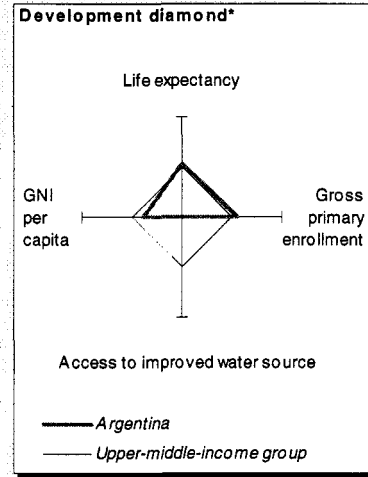 Development diamond*
Life expectancy
GNI
per
capita
Gross
primary
enrollment
Access to improved water source
Argentina
Upper-middle-income group